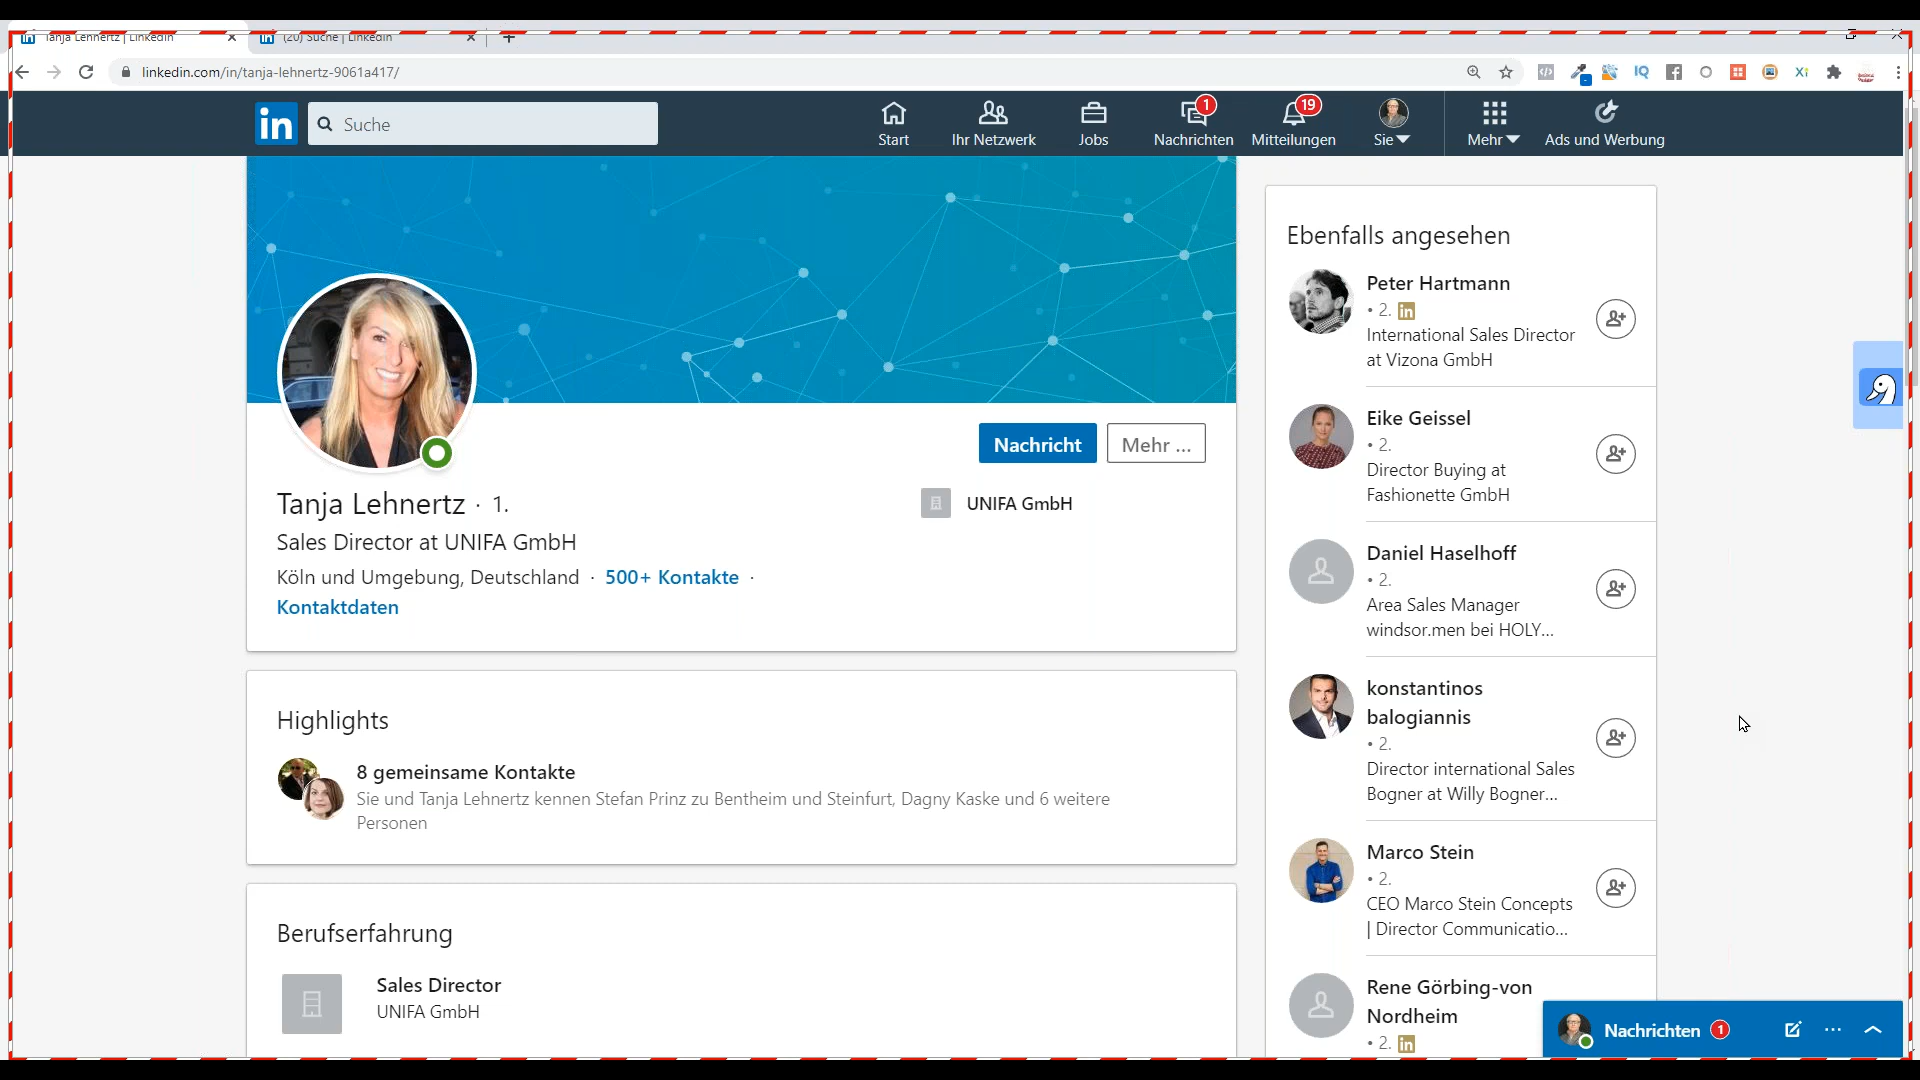 Tanja Lehnertz | LinkedIn
(20) Suche | LinkedIn
linkedin.com/in/tanja-lehnertz-9061a417/
IQ
in
Suche
Start
Ihr Netzwerk
Jobs
1
Nachrichten
19
Mitteilungen
Sie
Mehr
Ads und Werbung
Nachricht
Mehr ...
Tanja Lehnertz · 1.
Sales Director at UNIFA GmbH
Köln und Umgebung, Deutschland · 500+ Kontakte ·
Kontaktdaten
UNIFA GmbH
Highlights
8 gemeinsame Kontakte
Sie und Tanja Lehnertz kennen Stefan Prinz zu Bentheim und Steinfurt, Dagny Kaske und 6 weitere
Personen
Berufserfahrung
Sales Director
UNIFA GmbH
Ebenfalls angesehen
Peter Hartmann
• 2. in
International Sales Director
at Vizona GmbH
Eike Geissel
• 2.
Director Buying at
Fashionette GmbH
Daniel Haselhoff
• 2.
Area Sales Manager
windsor.men bei HOLY...
konstantinos
balogiannis
• 2.
Director international Sales
Bogner at Willy Bogner...
Marco Stein
• 2.
CEO Marco Stein Concepts
| Director Communicatio...
Rene Görbing-von
Nordheim
• 2. in
Nachrichten 1